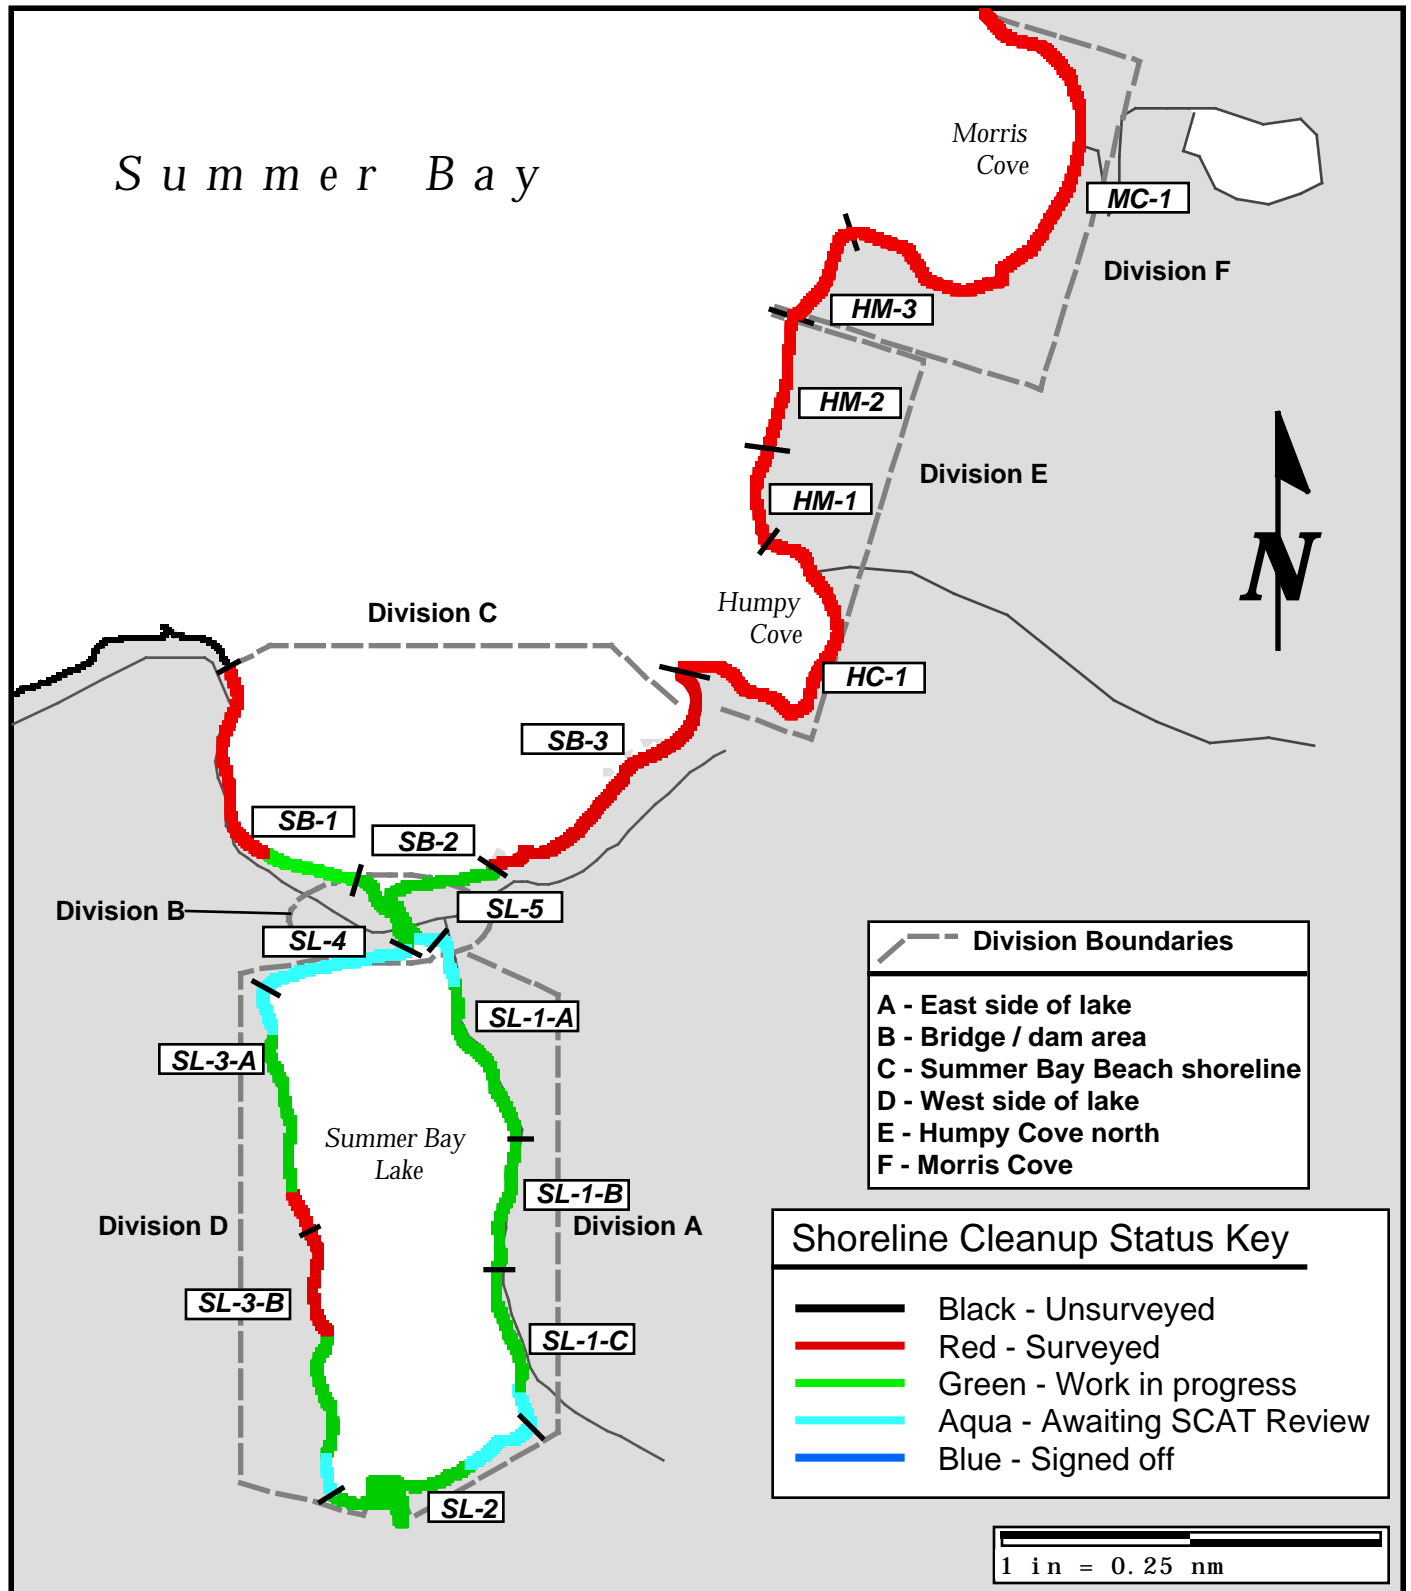 Summer Bay
Morris
Cove
MC-1
Division F
HM-3
HM-2
Division E
HM-1
N
Humpy
Cove
Division C
HC-1
SB-3
SB-1
SB-2
Division B
SL-5
SL-4
Division Boundaries
A - East side of lake
B - Bridge / dam area
C - Summer Bay Beach shoreline
D - West side of lake
E - Humpy Cove north
F - Morris Cove
SL-1-A
SL-3-A
Summer Bay
Lake
SL-1-B
Division D
Division A
SL-3-B
SL-1-C
SL-2
Shoreline Cleanup Status Key
Black - Unsurveyed
Red - Surveyed
Green - Work in progress
Aqua - Awaiting SCAT Review
Blue - Signed off
1 in = 0.25 nm